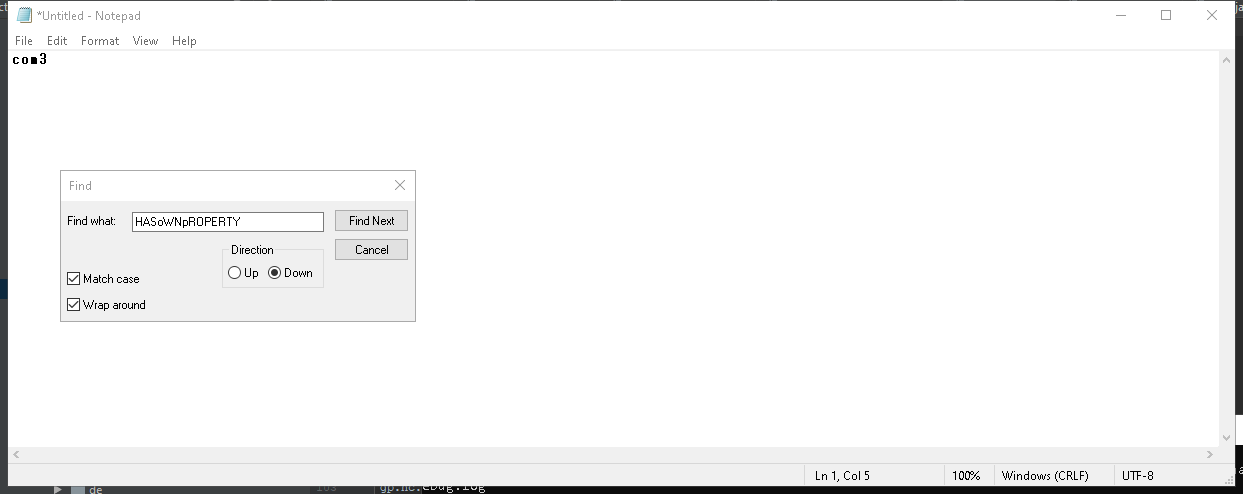 *Untitled - Notepad
File Edit Format View Help
com3
Find
Find what: HASoWNpROPERTY Find Next
Direction Cancel
Up Down
Match case
Wrap around
Ln 1, Col 5 100% Windows (CRLF) UTF-8
de